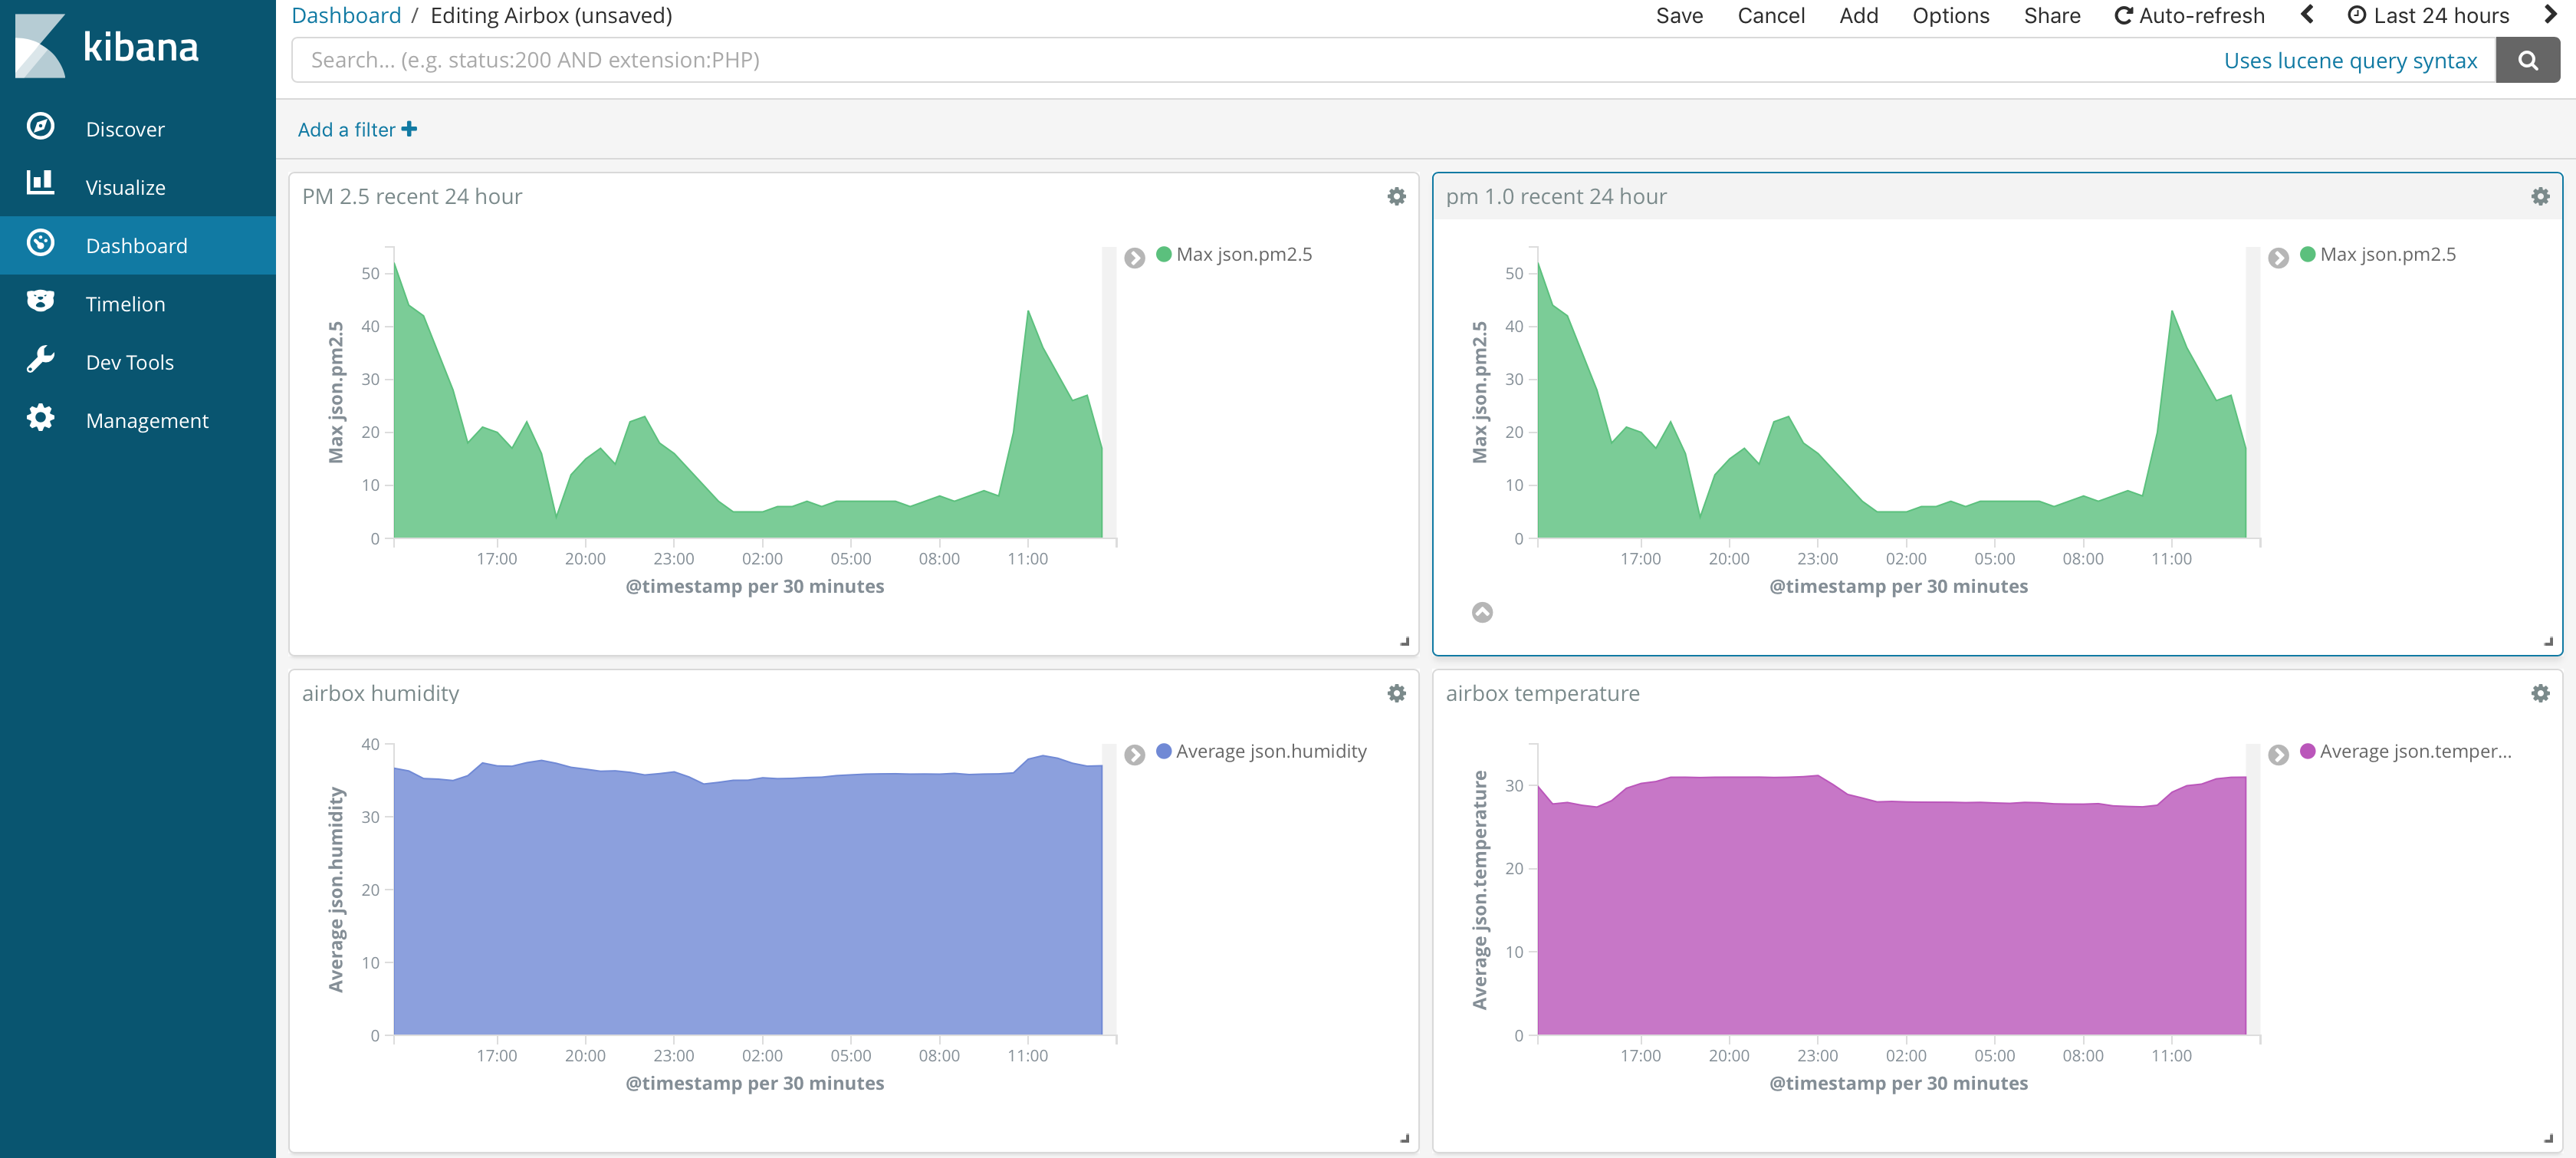 kibana
Discover
Visualize
Dashboard
Timelion
Dev Tools
Management
Dashboard / Editing Airbox (unsaved)
Save Cancel Add Options Share Auto-refresh Last 24 hours
Search... (e.g. status:200 AND extension:PHP) Uses lucene query syntax
Add a filter
PM 2.5 recent 24 hour
Max json.pm2.5
50
40
30
20
10
0
Max json.pm2.5
17:00 20:00 23:00 02:00 05:00 08:00 11:00
@timestamp per 30 minutes
pm 1.0 recent 24 hour
Max json.pm2.5
50
40
30
20
10
0
Max json.pm2.5
17:00 20:00 23:00 02:00 05:00 08:00 11:00
@timestamp per 30 minutes
airbox humidity
Average json.humidity
40
30
20
10
0
Average json.humidity
17:00 20:00 23:00 02:00 05:00 08:00 11:00
@timestamp per 30 minutes
airbox temperature
Average json.temper...
30
20
10
0
Average json.temperature
17:00 20:00 23:00 02:00 05:00 08:00 11:00
@timestamp per 30 minutes